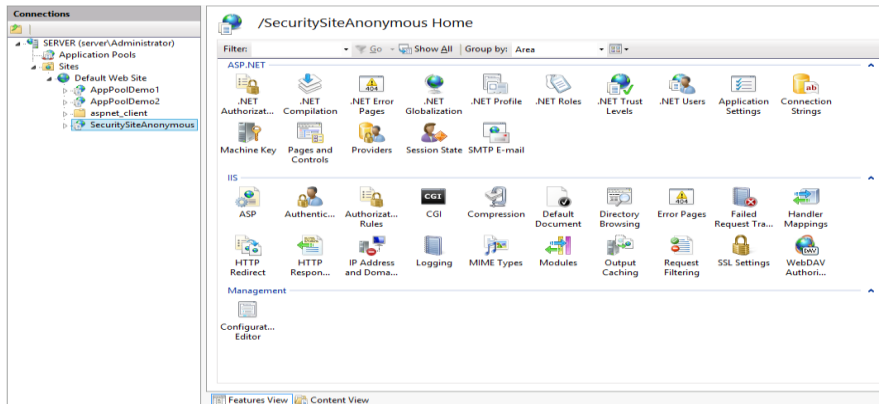 Connections
SERVER (server\Administrator)
Application Pools
Sites
Default Web Site
AppPoolDemo1
AppPoolDemo2
aspnet_client
SecuritySiteAnonymous
/SecuritySiteAnonymous Home
Filter: Go Show All Group by: Area
ASP.NET
.NET Authorizat...
.NET Compilation
404
.NET Error Pages
.NET Globalization
.NET Profile
.NET Roles
.NET Trust Levels
.NET Users
Application Settings
ab
Connection Strings
Machine Key
Pages and Controls
Providers
Session State
SMTP E-mail
IIS
ASP
Authentic...
Authorizat... Rules
CGI
CGI
Compression
Default Document
Directory Browsing
404
Error Pages
Failed Request Tra...
Handler Mappings
HTTP Redirect
HTTP Respon...
IP Address and Doma...
Logging
MIME Types
Modules
Output Caching
Request Filtering
SSL Settings
DAV
WebDAV Authori...
Management
Configurat... Editor
Features View
Content View